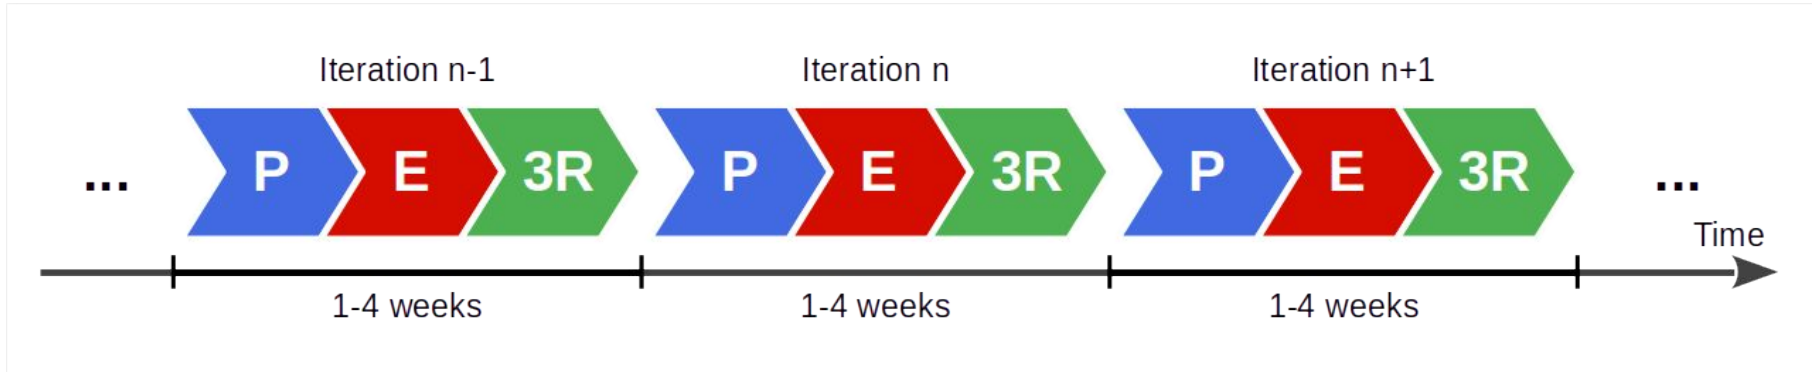 Iteration n-1
Iteration n
Iteration n+1
... P E 3R P E 3R P E 3R ...
Time
1-4 weeks
1-4 weeks
1-4 weeks